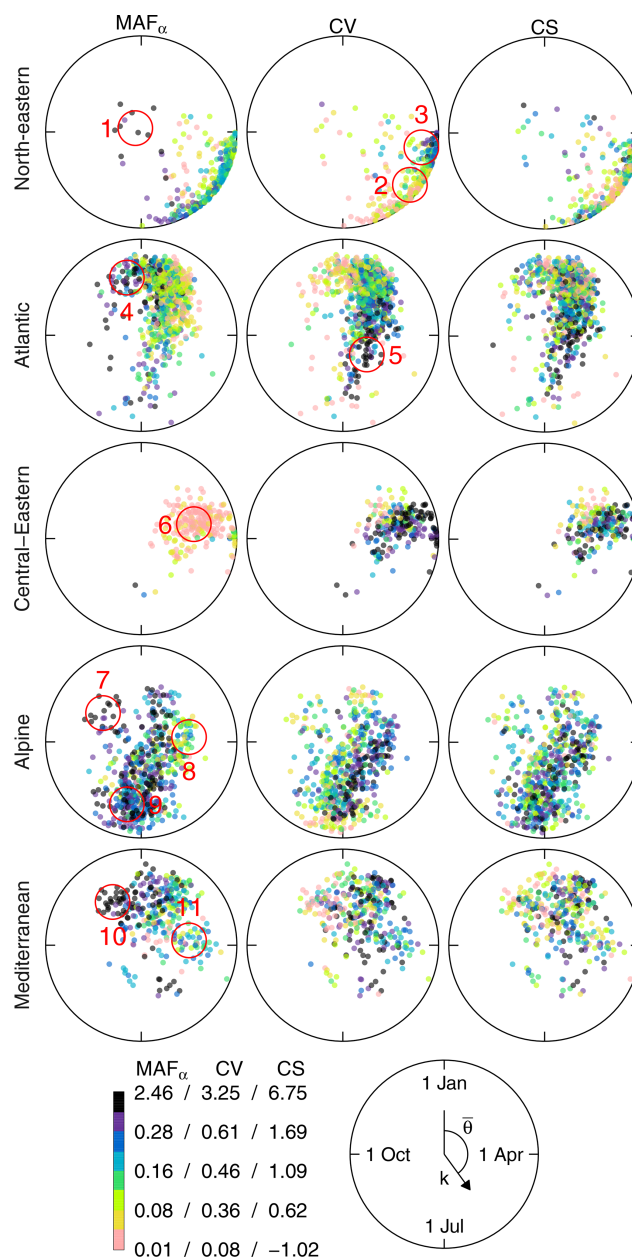 MAFα CV CS
North-eastern
1
3
2
Atlantic
4
5
Central-Eastern
6
Alpine
7
8
9
Mediterranean
10
11
MAFα CV CS
2.46 / 3.25 / 6.75
0.28 / 0.61 / 1.69
0.16 / 0.46 / 1.09
0.08 / 0.36 / 0.62
0.01 / 0.08 / −1.02
1 Jan
θ̅
1 Oct
1 Apr
k
1 Jul